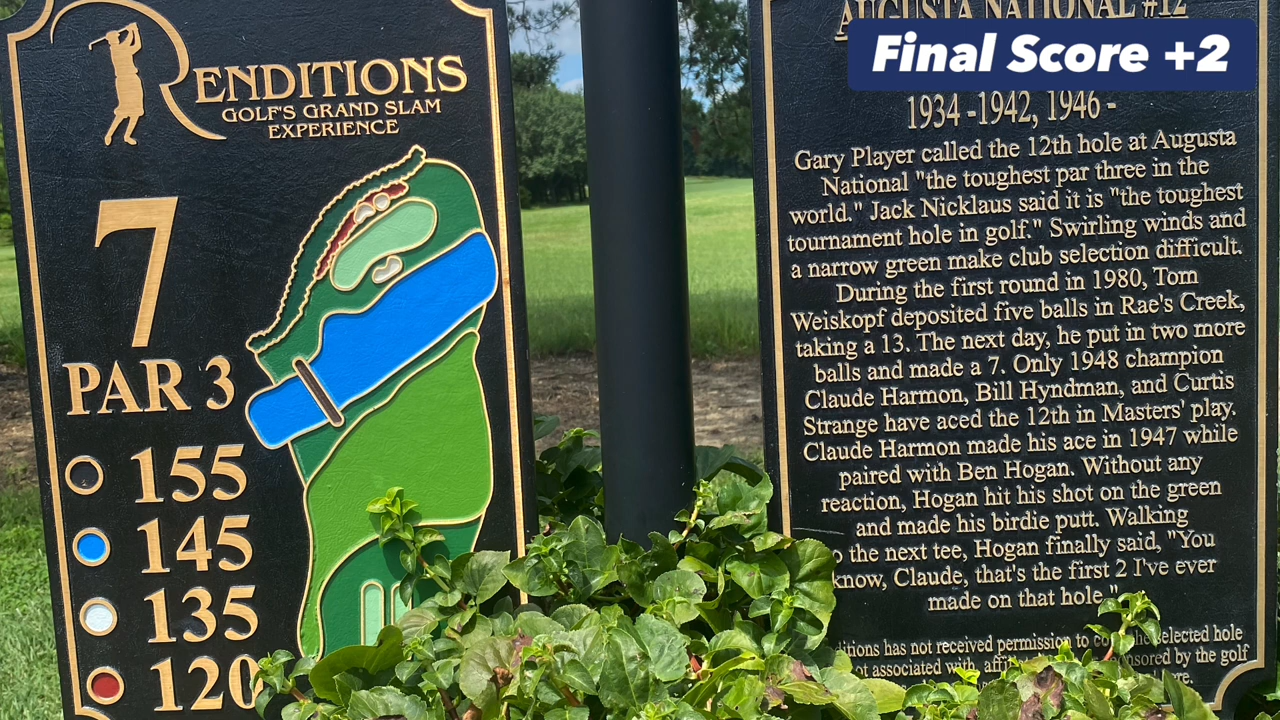 RENDITIONS
GOLF'S GRAND SLAM
EXPERIENCE
7
PAR 3
155
145
135
120
AUGUSTA NATIONAL #12
Final Score +2
1934 -1942, 1946 -
Gary Player called the 12th hole at Augusta
National "the toughest par three in the
world." Jack Nicklaus said it is "the toughest
tournament hole in golf." Swirling winds and
a narrow green make club selection difficult.
During the first round in 1980, Tom
Weiskopf deposited five balls in Rae's Creek,
taking a 13. The next day, he put in two more
balls and made a 7. Only 1948 champion
Claude Harmon, Bill Hyndman, and Curtis
Strange have aced the 12th in Masters' play.
Claude Harmon made his ace in 1947 while
paired with Ben Hogan. Without any
reaction, Hogan hit his shot on the green
and made his birdie putt. Walking
o the next tee, Hogan finally said, "You
know, Claude, that's the first 2 I've ever
made on that hole."
ditions has not received permission to selected hole
ot associated with, by the golf